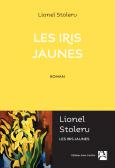 Lionel Stoleru
LES IRIS
JAUNES
ROMAN
Lionel
Stoleru
LES IRIS JAUNES